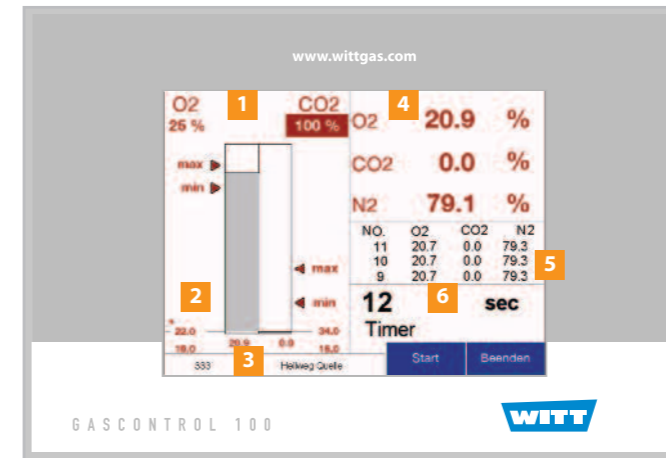 www.wittgas.com
1
O2
CO2
25 %
100 %
max
min
max
min
2
22.0
34.0
20.9
0.0
18.0
3
333
Hellweg Quelle
4
O2 20.9 %
CO2 0.0 %
N2 79.1 %
NO. O2 CO2 N2
11 20.7 0.0 79.3
10 20.7 0.0 79.3
9 20.7 0.0 79.3
5
6
12 sec
Timer
Start
Beenden
GASCONTROL 100
WITT